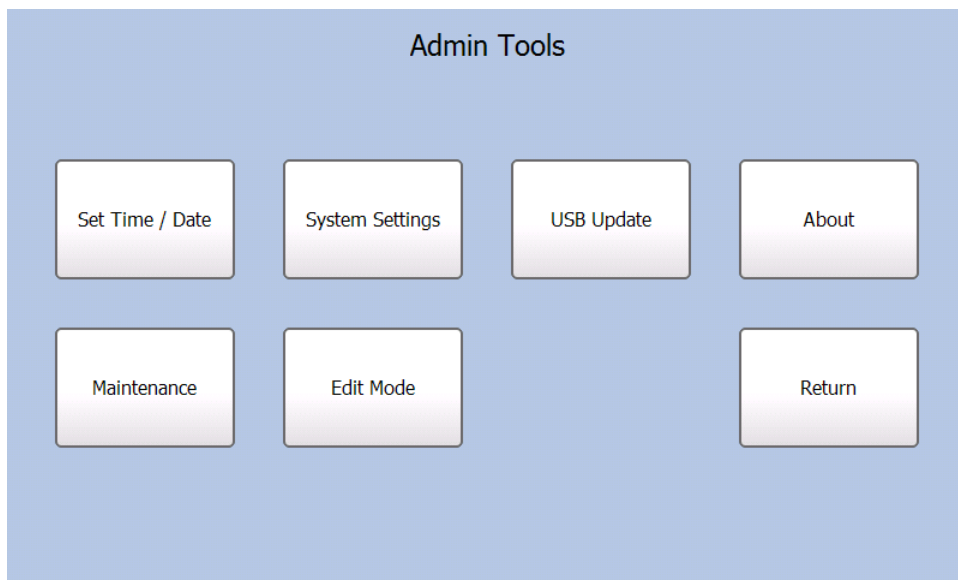 Admin Tools
Set Time / Date
System Settings
USB Update
About
Maintenance
Edit Mode
Return